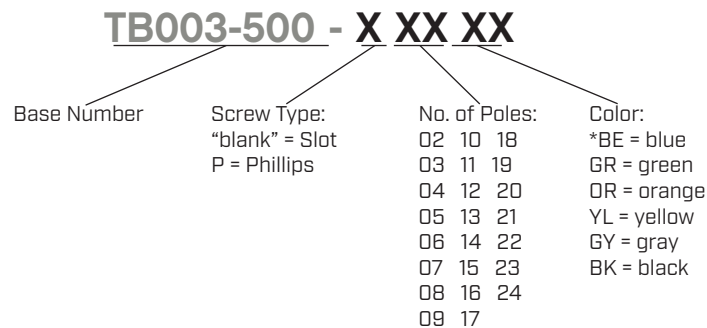 TB003-500 - X XX XX
Base Number
Screw Type:
“blank” = Slot
P = Phillips
No. of Poles:
02 10 18
03 11 19
04 12 20
05 13 21
06 14 22
07 15 23
08 16 24
09 17
Color:
*BE = blue
GR = green
OR = orange
YL = yellow
GY = gray
BK = black